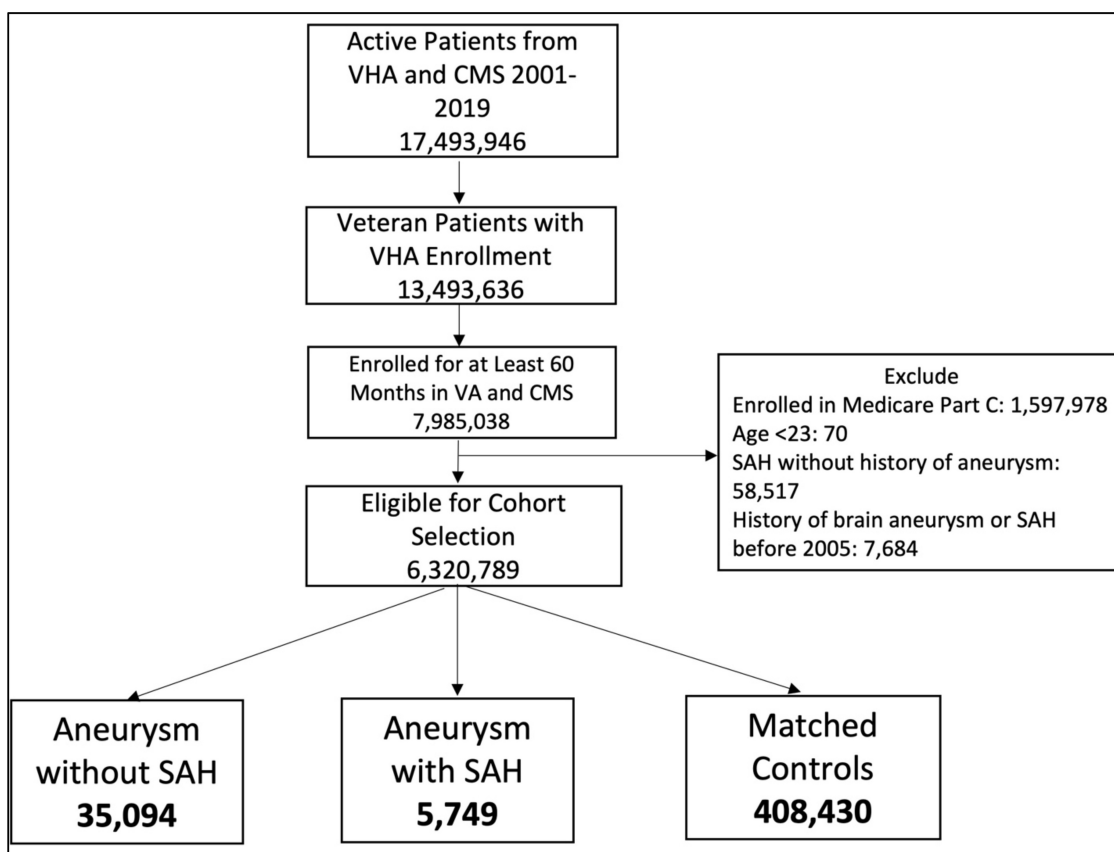 Active Patients from
VHA and CMS 2001-
2019
17,493,946
Veteran Patients with
VHA Enrollment
13,493,636
Enrolled for at Least 60
Months in VA and CMS
7,985,038
Exclude
Enrolled in Medicare Part C: 1,597,978
Age <23: 70
SAH without history of aneurysm:
58,517
History of brain aneurysm or SAH
before 2005: 7,684
Eligible for Cohort
Selection
6,320,789
Aneurysm
without SAH
35,094
Aneurysm
with SAH
5,749
Matched
Controls
408,430